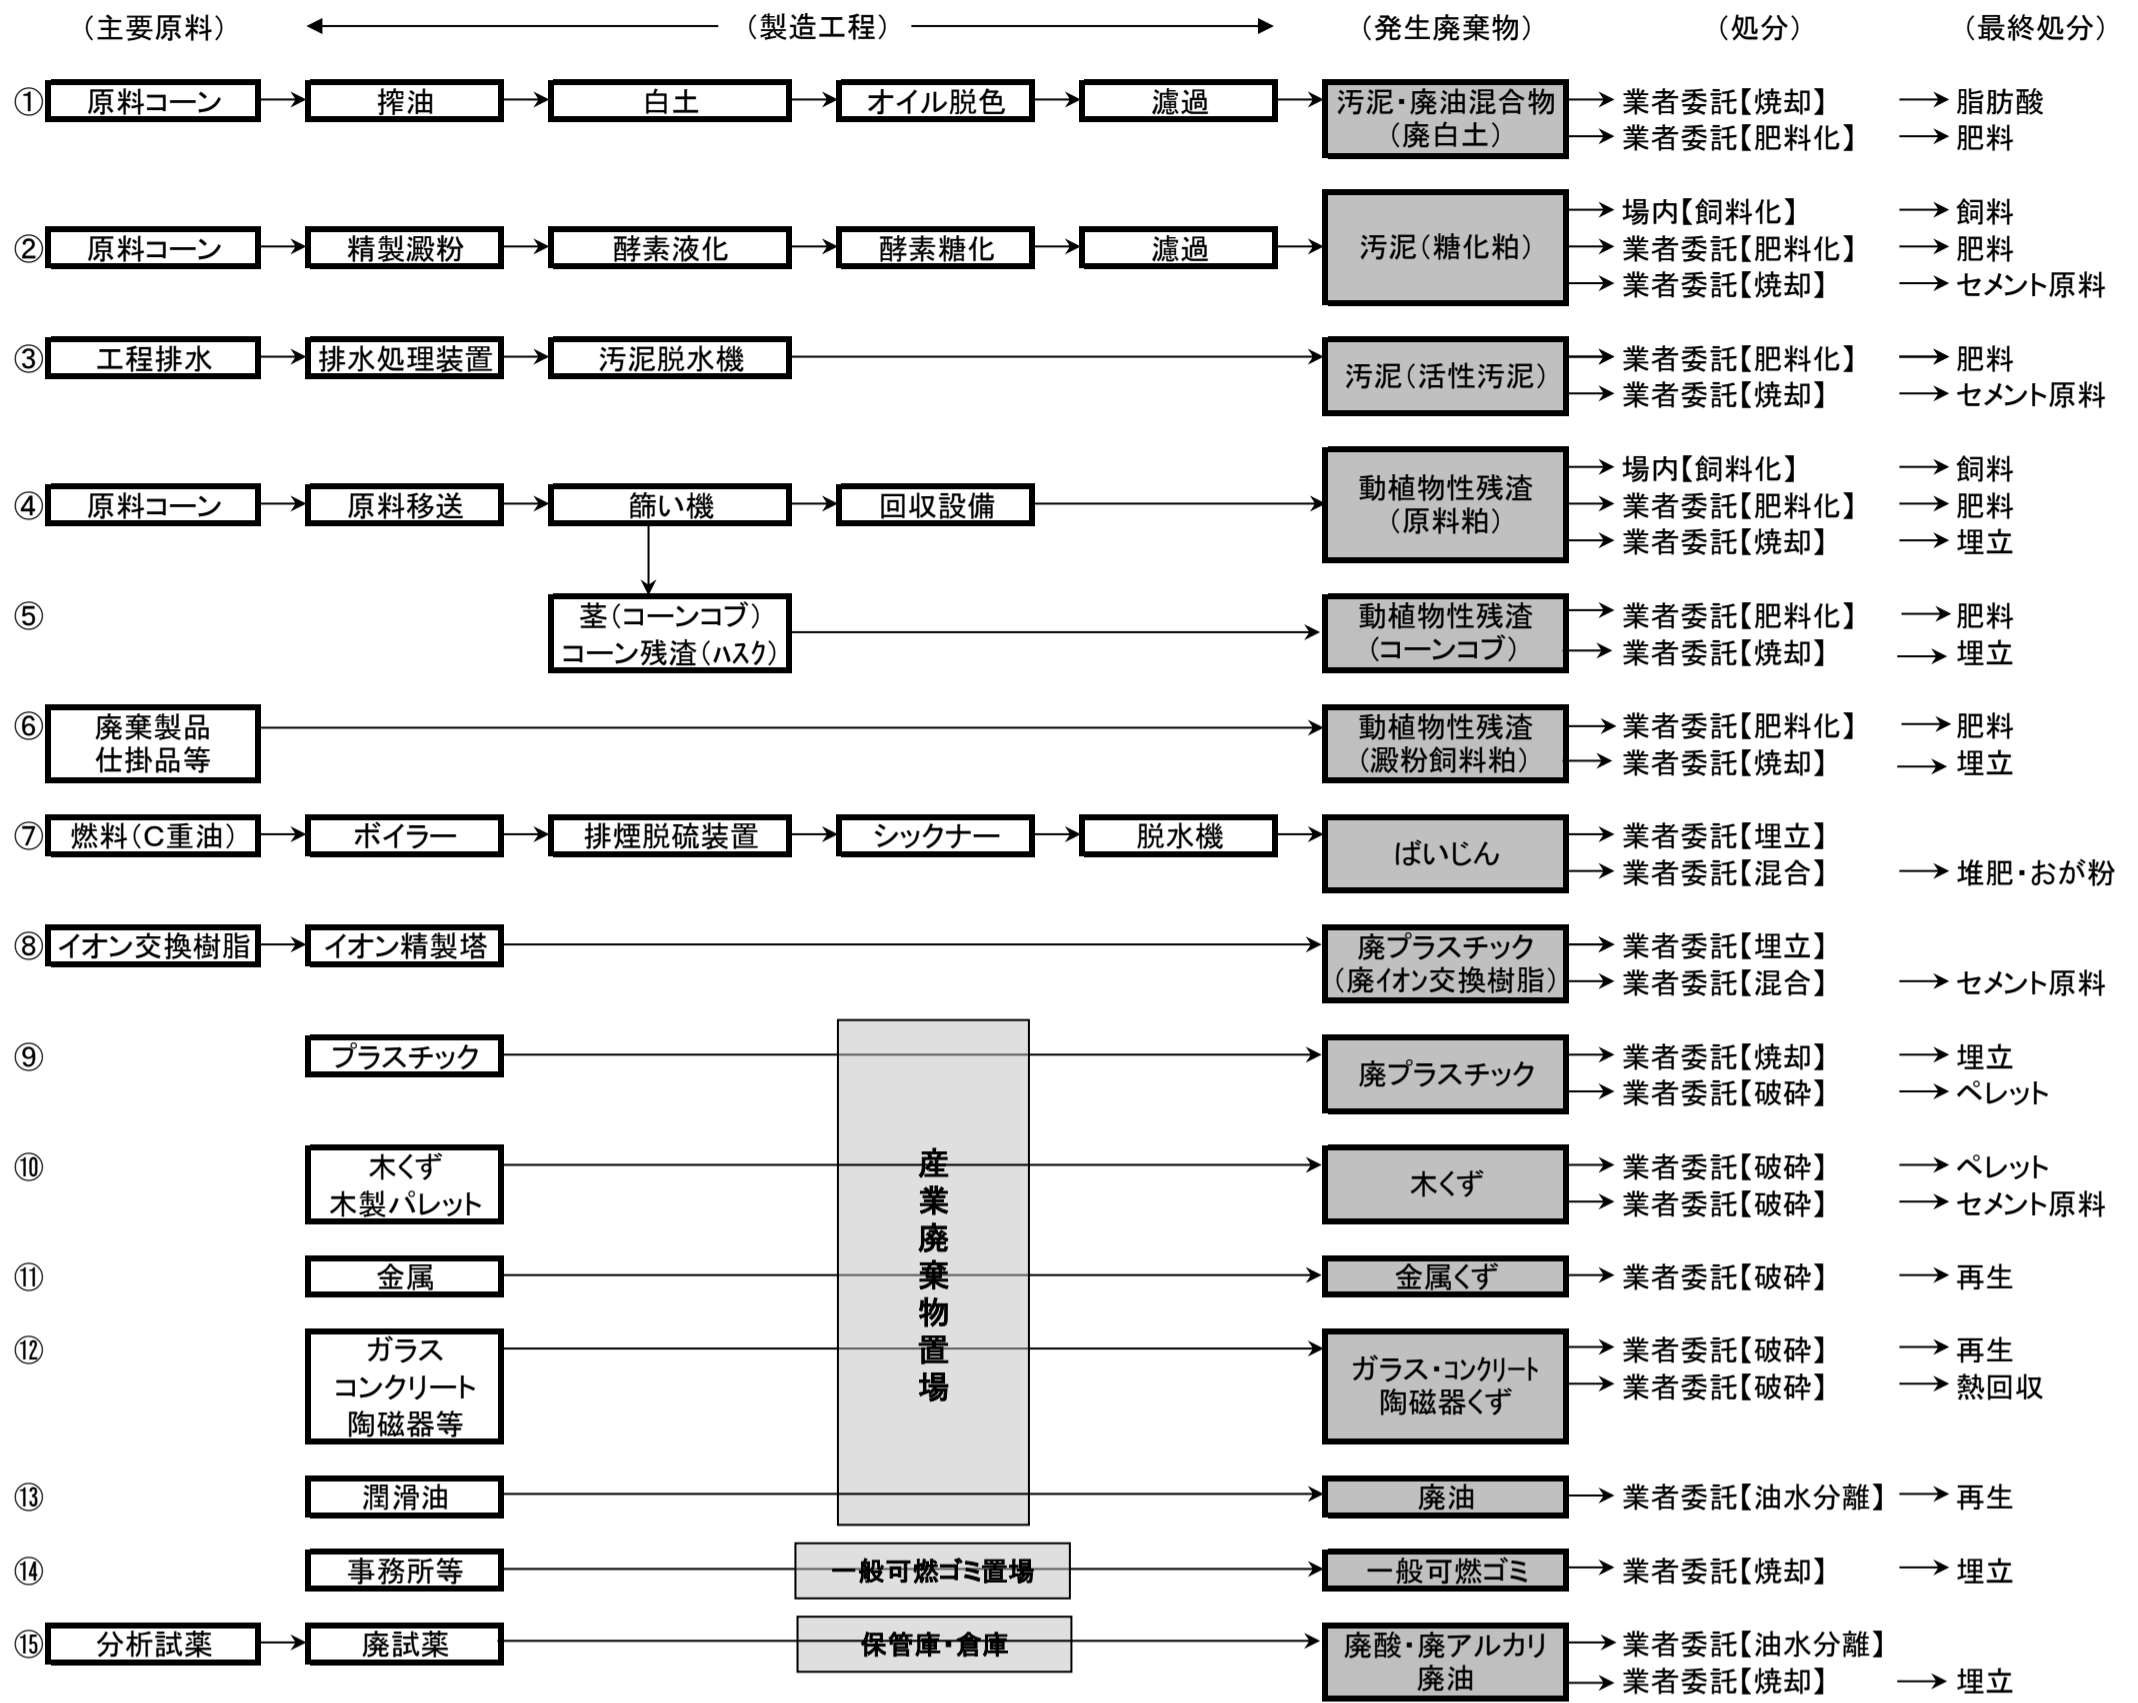 （主要原料） （製造工程） （発生廃棄物） （処分） （最終処分）
① 原料コーン 搾油 白土 オイル脱色 濾過 汚泥・廃油混合物 業者委託【焼却】 脂肪酸
（廃白土） 業者委託【肥料化】 肥料
場内【飼料化】 飼料
② 原料コーン 精製澱粉 酵素液化 酵素糖化 濾過 汚泥（糖化粕） 業者委託【肥料化】 肥料
業者委託【焼却】 セメント原料
③ 工程排水 排水処理装置 汚泥脱水機 汚泥（活性汚泥） 業者委託【肥料化】 肥料
業者委託【焼却】 セメント原料
場内【飼料化】 飼料
④ 原料コーン 原料移送 篩い機 回収設備 動植物性残渣 業者委託【肥料化】 肥料
（原料粕） 業者委託【焼却】 埋立
⑤ 茎（コーンコブ） 動植物性残渣 業者委託【肥料化】 肥料
コーン残渣（ﾊｽｸ） （コーンコブ） 業者委託【焼却】 埋立
⑥ 廃棄製品 動植物性残渣 業者委託【肥料化】 肥料
仕掛品等 （澱粉飼料粕） 業者委託【焼却】 埋立
⑦ 燃料（C重油） ボイラー 排煙脱硫装置 シックナー 脱水機 ばいじん 業者委託【埋立】
業者委託【混合】 堆肥・おが粉
⑧ イオン交換樹脂 イオン精製塔 廃プラスチック 業者委託【埋立】
（廃ｲｵﾝ交換樹脂） 業者委託【混合】 セメント原料
⑨ プラスチック 廃プラスチック 業者委託【焼却】 埋立
業者委託【破砕】 ペレット
産業廃棄物置場
⑩ 木くず 木くず 業者委託【破砕】 ペレット
木製パレット 業者委託【破砕】 セメント原料
⑪ 金属 金属くず 業者委託【破砕】 再生
⑫ ガラス ガラス・ｺﾝｸﾘｰﾄ 業者委託【破砕】 再生
コンクリート 陶磁器くず 業者委託【破砕】 熱回収
陶磁器等
⑬ 潤滑油 廃油 業者委託【油水分離】 再生
⑭ 事務所等 一般可燃ゴミ置場 一般可燃ゴミ 業者委託【焼却】 埋立
⑮ 分析試薬 廃試薬 保管庫・倉庫 廃酸・廃アルカリ 業者委託【油水分離】
廃油 業者委託【焼却】 埋立